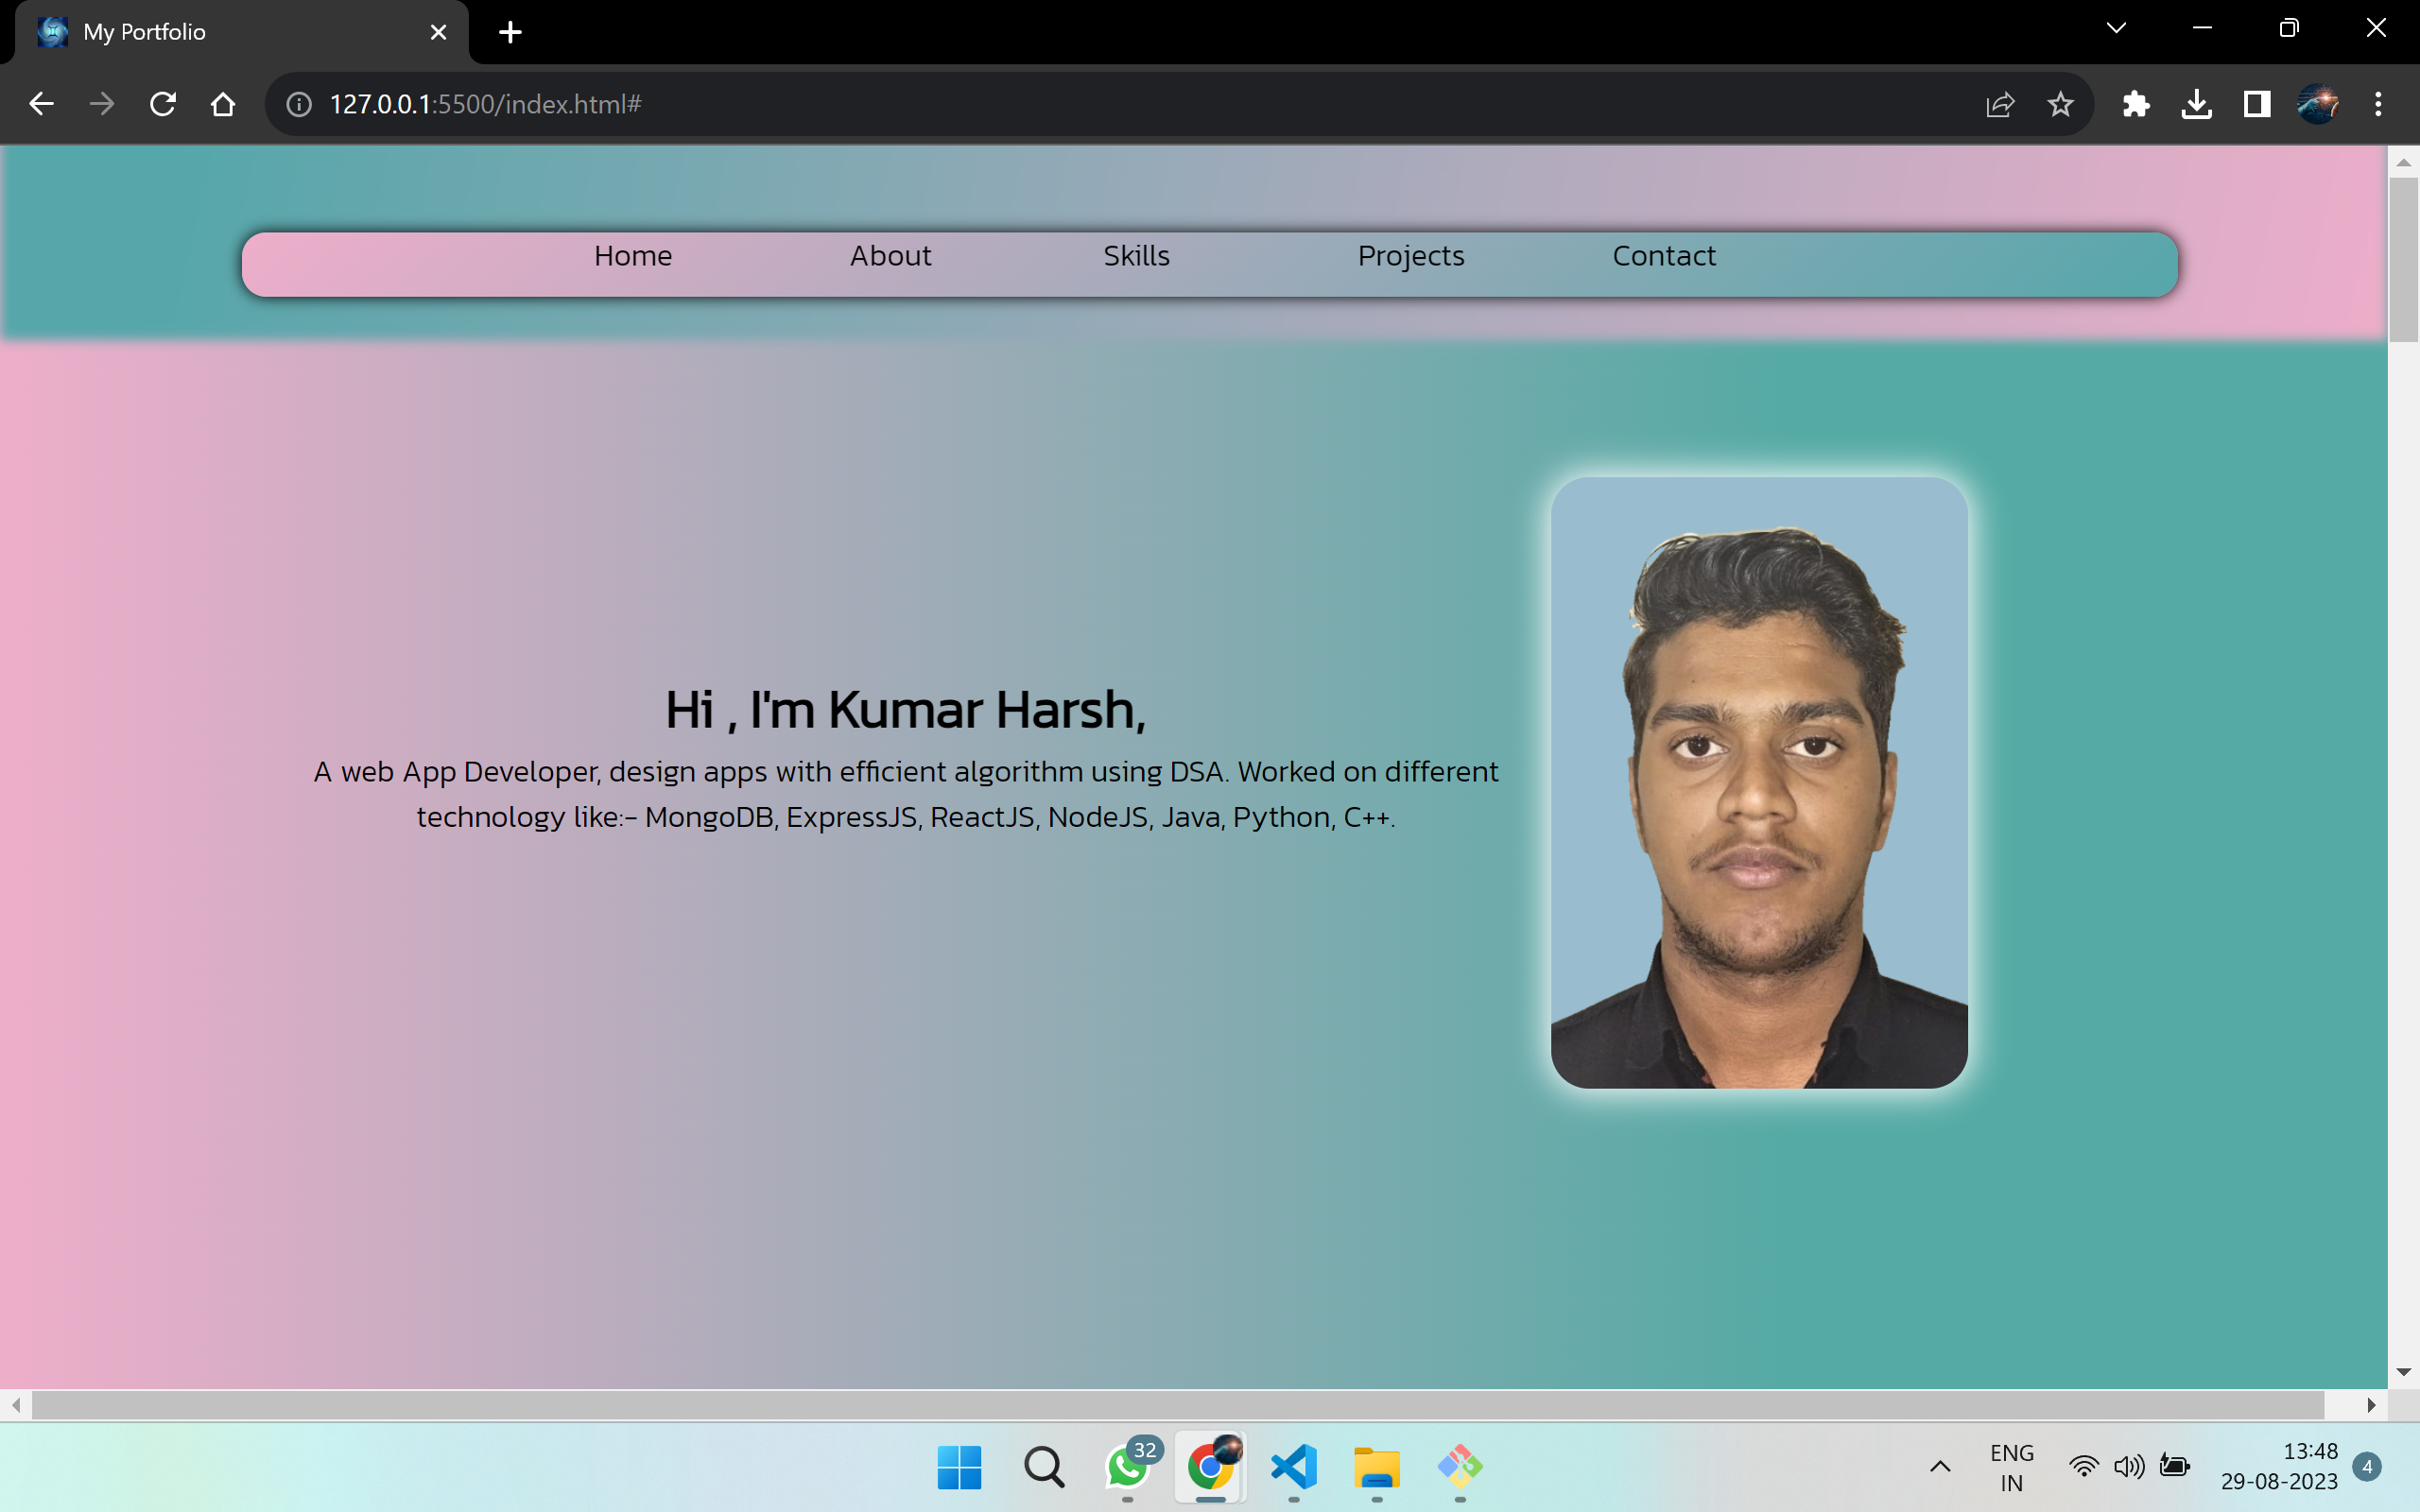 My Portfolio
127.0.0.1:5500/index.html#
Home About Skills Projects Contact
Hi , I'm Kumar Harsh,
A web App Developer, design apps with efficient algorithm using DSA. Worked on different
technology like:- MongoDB, ExpressJS, ReactJS, NodeJS, Java, Python, C++.
32
ENG
IN
13:48
29-08-2023
4